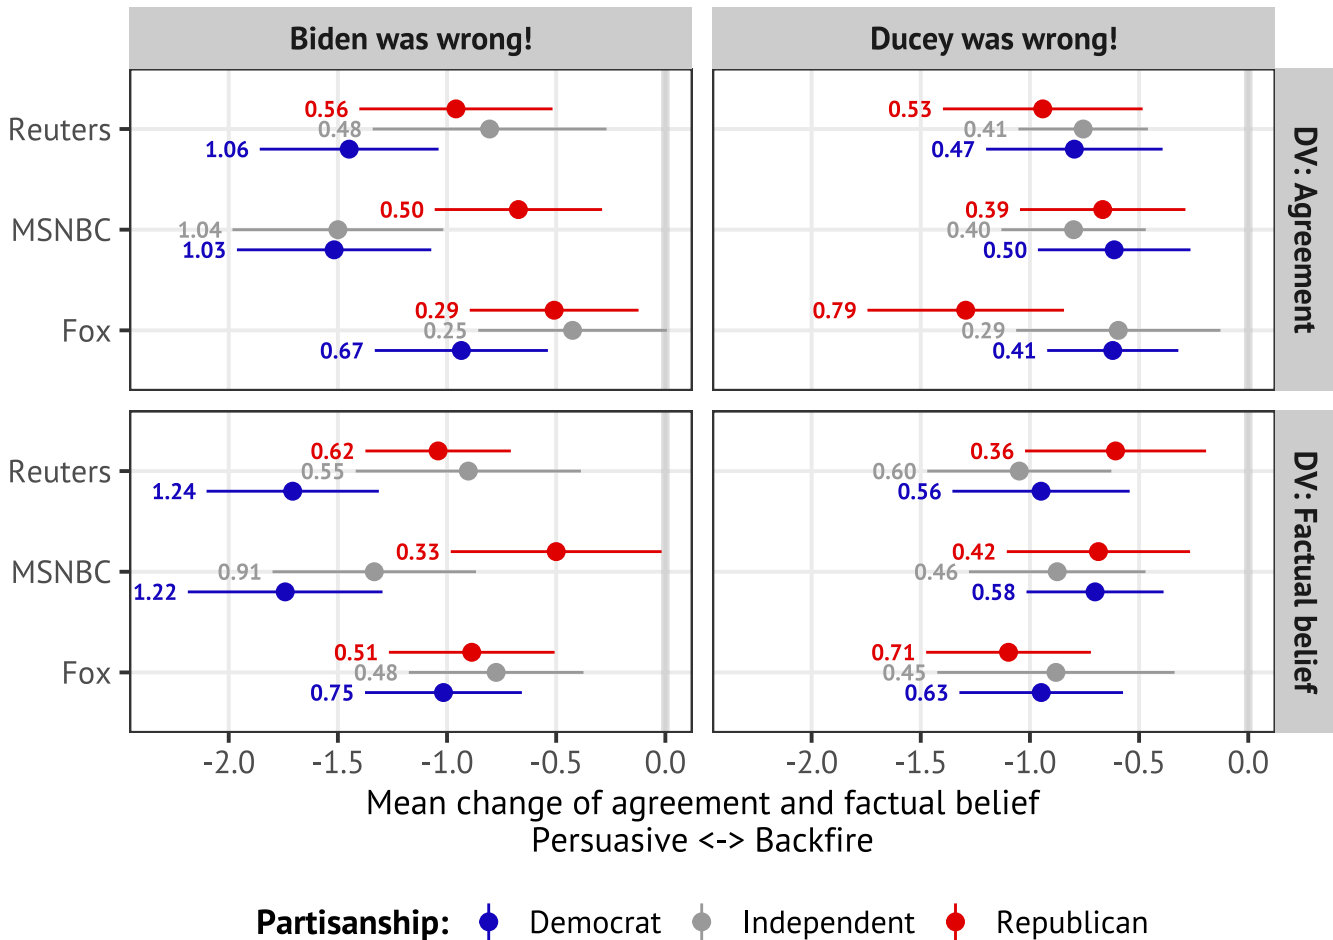 Biden was wrong!
Ducey was wrong!
DV: Agreement
Reuters
0.56
0.48
1.06
0.53
0.41
0.47
MSNBC
0.50
1.04
1.03
0.39
0.40
0.50
Fox
0.29
0.25
0.67
0.79
0.29
0.41
DV: Factual belief
Reuters
0.62
0.55
1.24
0.36
0.60
0.56
MSNBC
0.33
0.91
1.22
0.42
0.46
0.58
Fox
0.51
0.48
0.75
0.71
0.45
0.63
-2.0 -1.5 -1.0 -0.5 0.0 -2.0 -1.5 -1.0 -0.5 0.0
Mean change of agreement and factual belief
Persuasive <-> Backfire
Partisanship: Democrat Independent Republican